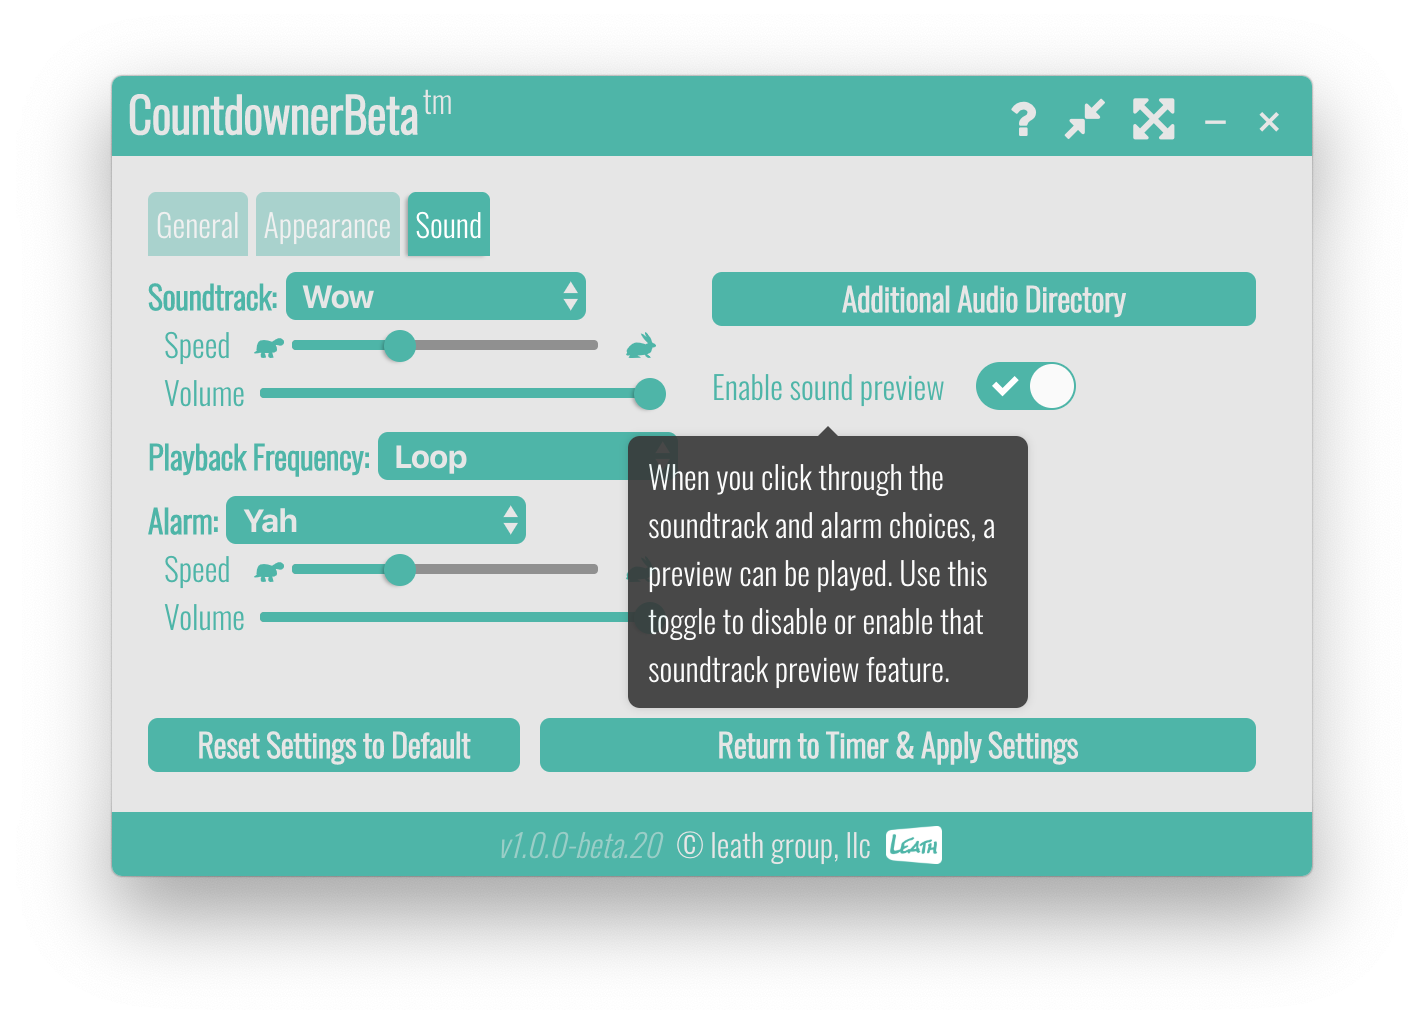 CountdownerBeta tm
?
General Appearance Sound
Soundtrack: Wow
Additional Audio Directory
Speed
Enable sound preview
Volume
Playback Frequency: Loop
When you click through the
soundtrack and alarm choices, a
preview can be played. Use this
toggle to disable or enable that
soundtrack preview feature.
Alarm: Yah
Speed
Volume
Reset Settings to Default
Return to Timer & Apply Settings
v1.0.0-beta.20 © leath group, llc LEATH